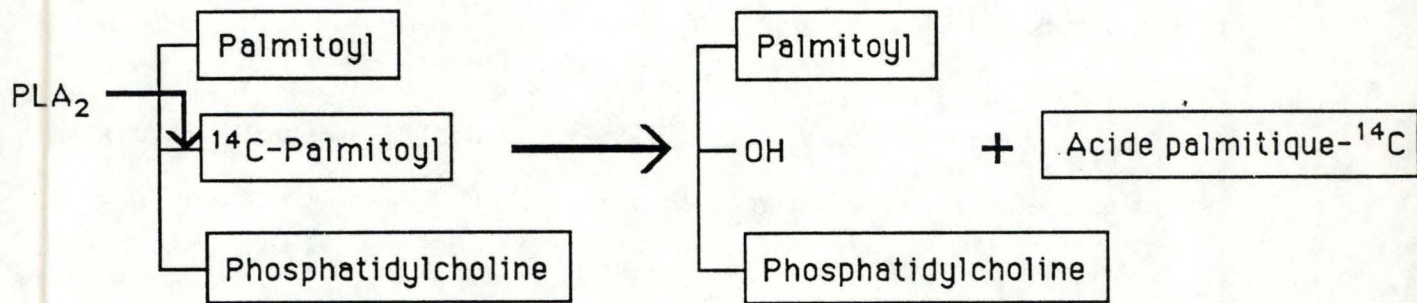 Palmitoyl Palmitoyl
PLA₂
¹⁴C-Palmitoyl OH + Acide palmitique-¹⁴C
Phosphatidylcholine Phosphatidylcholine